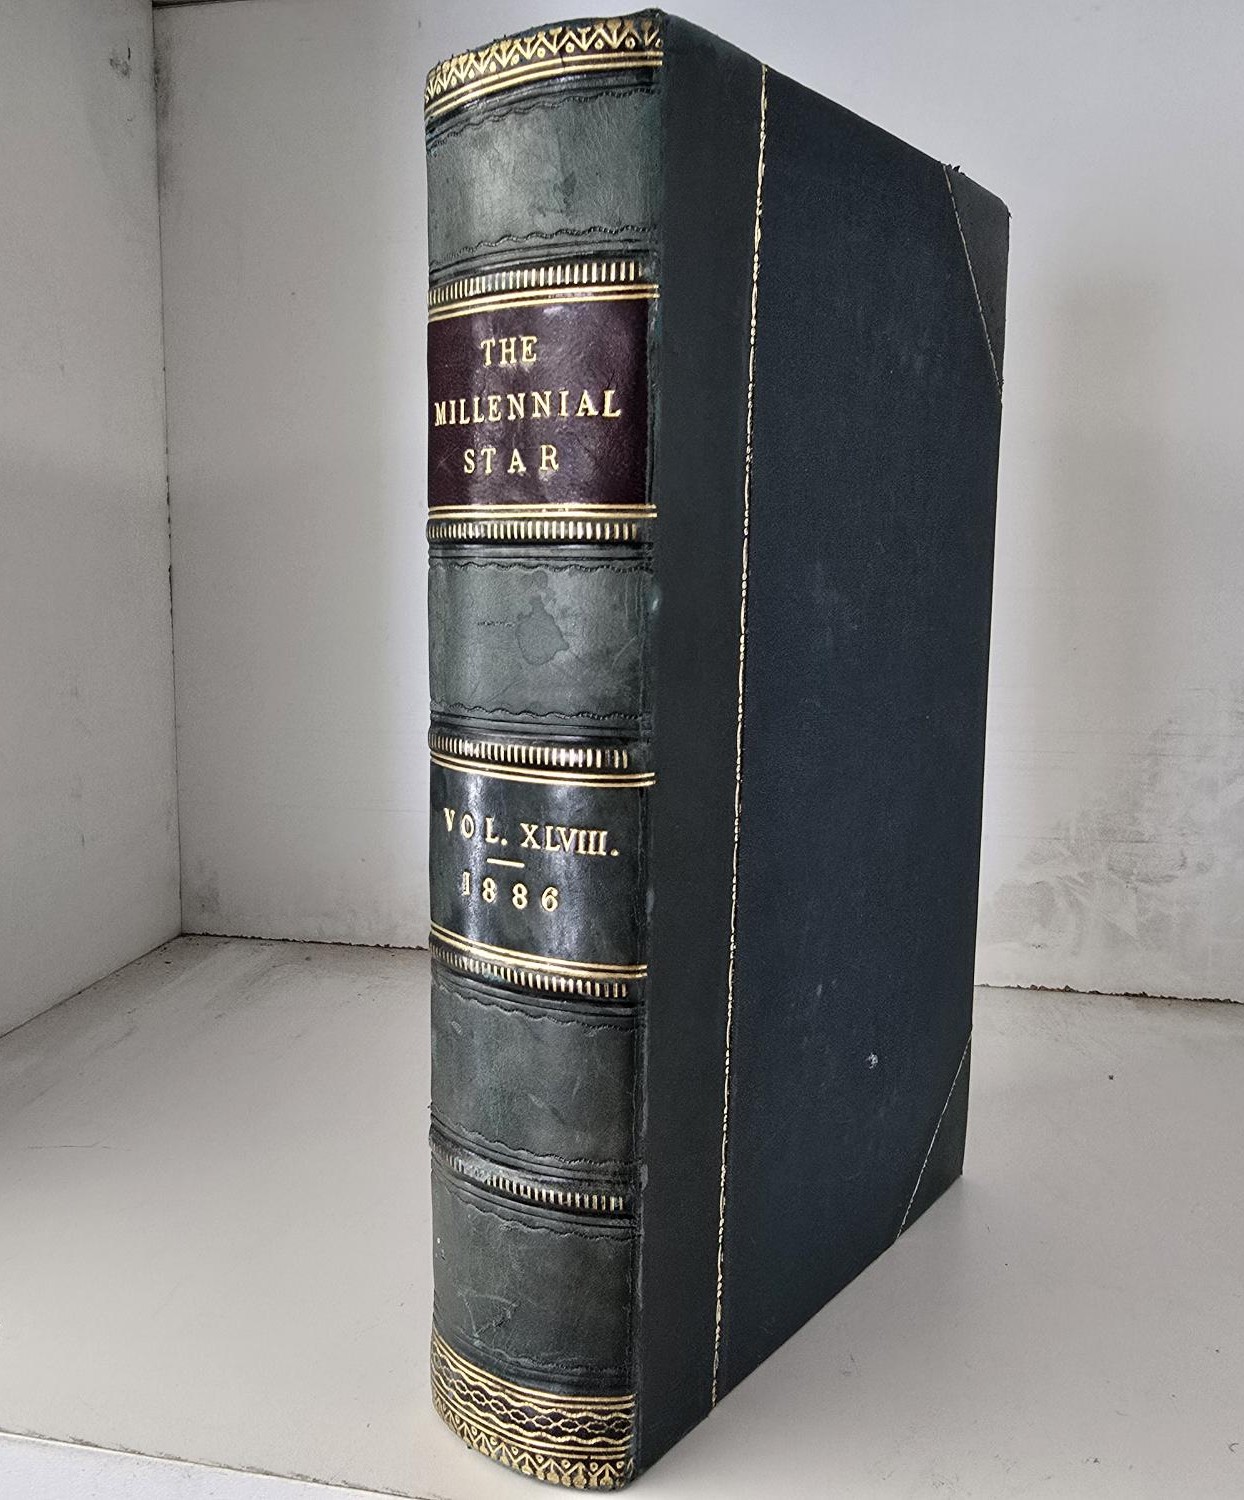 THE
MILLENNIAL
STAR
VOL. XLVIII.
1886